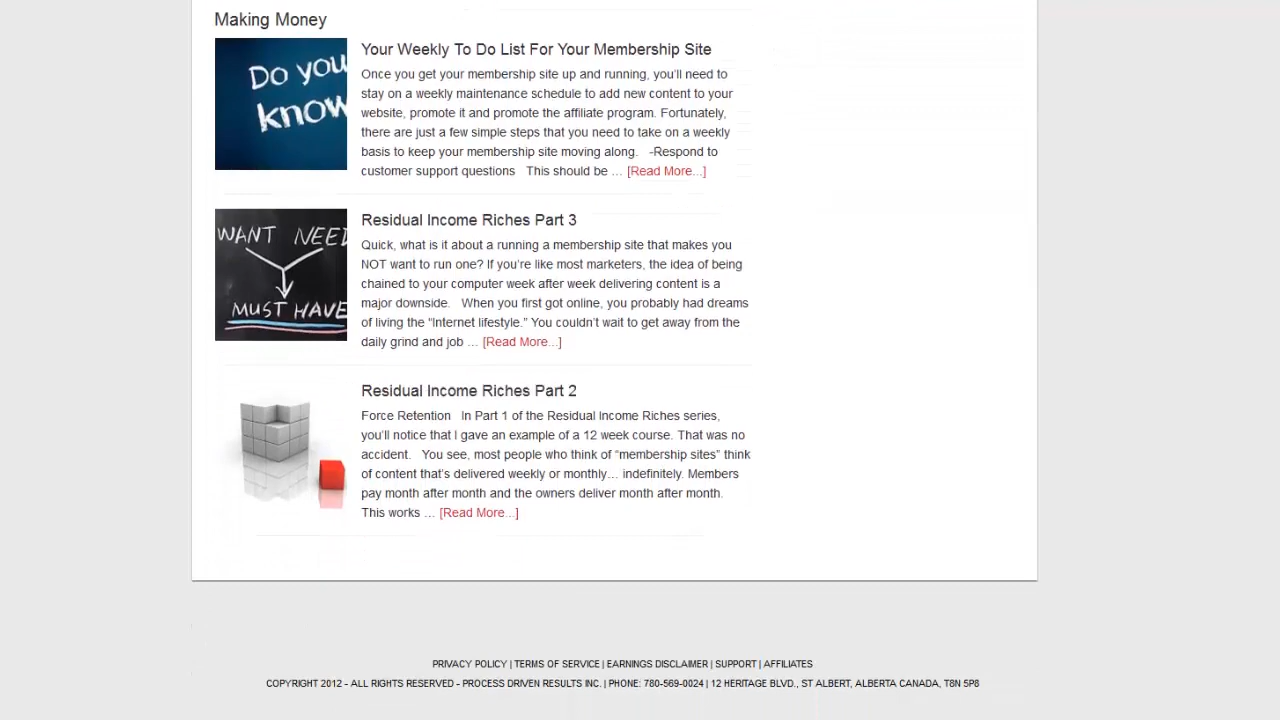 Making Money
Do you
know
Your Weekly To Do List For Your Membership Site
Once you get your membership site up and running, you'll need to
stay on a weekly maintenance schedule to add new content to your
website, promote it and promote the affiliate program. Fortunately,
there are just a few simple steps that you need to take on a weekly
basis to keep your membership site moving along.   -Respond to
customer support questions   This should be … [Read More...]
WANT NEED
MUST HAVE
Residual Income Riches Part 3
Quick, what is it about a running a membership site that makes you
NOT want to run one? If you're like most marketers, the idea of being
chained to your computer week after week delivering content is a
major downside.   When you first got online, you probably had dreams
of living the “Internet lifestyle.” You couldn't wait to get away from the
daily grind and job … [Read More...]
Residual Income Riches Part 2
Force Retention   In Part 1 of the Residual Income Riches series,
you'll notice that I gave an example of a 12 week course. That was no
accident.   You see, most people who think of “membership sites” think
of content that's delivered weekly or monthly… indefinitely. Members
pay month after month and the owners deliver month after month.
This works … [Read More...]
PRIVACY POLICY | TERMS OF SERVICE | EARNINGS DISCLAIMER | SUPPORT | AFFILIATES
COPYRIGHT 2012 - ALL RIGHTS RESERVED - PROCESS DRIVEN RESULTS INC. | PHONE: 780-569-0024 | 12 HERITAGE BLVD., ST ALBERT, ALBERTA CANADA, T8N 5P8